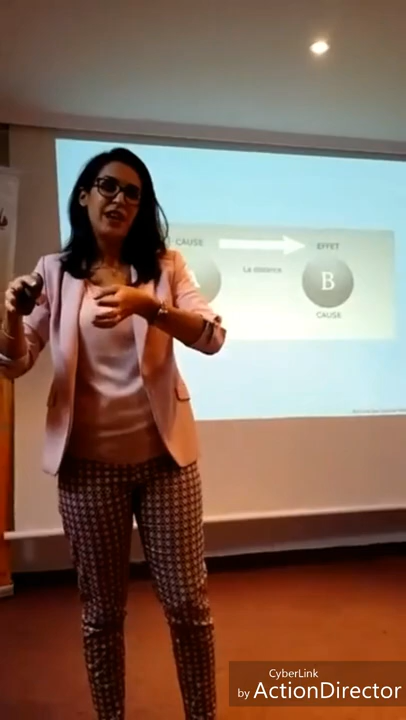 CAUSE
EFFET
La distance
B
CAUSE
CyberLink
by ActionDirector